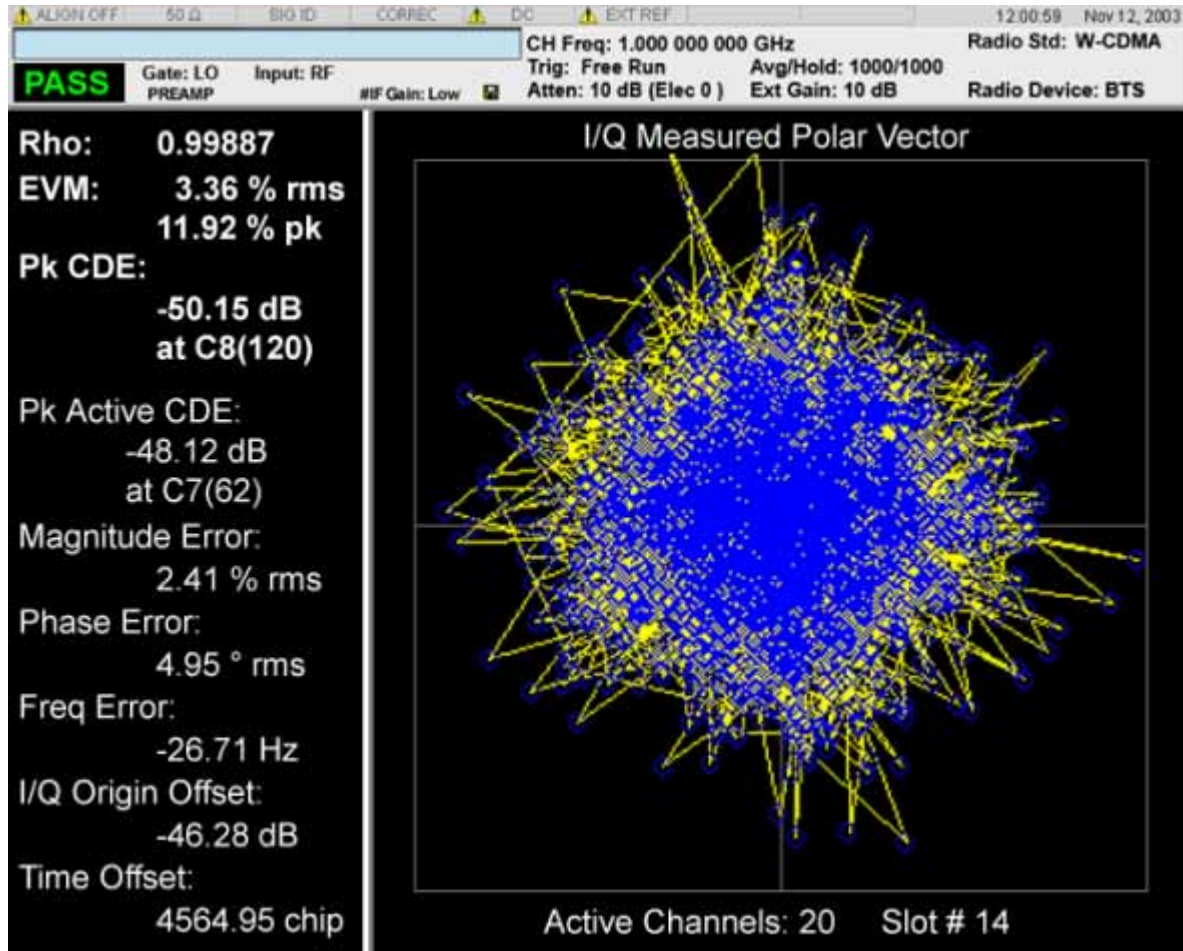 ALIGN OFF 50 Ω SIG ID CORREC DC EXT REF 12:00:59 Nov 12, 2003
CH Freq: 1.000 000 000 GHz Radio Std: W-CDMA
Trig: Free Run Avg/Hold: 1000/1000
PASS Gate: LO Input: RF
PREAMP #IF Gain: Low Atten: 10 dB (Elec 0 ) Ext Gain: 10 dB Radio Device: BTS
Rho: 0.99887
EVM: 3.36 % rms
11.92 % pk
Pk CDE:
-50.15 dB
at C8(120)
Pk Active CDE:
-48.12 dB
at C7(62)
Magnitude Error:
2.41 % rms
Phase Error:
4.95 ° rms
Freq Error:
-26.71 Hz
I/Q Origin Offset:
-46.28 dB
Time Offset:
4564.95 chip
I/Q Measured Polar Vector
Active Channels: 20 Slot # 14